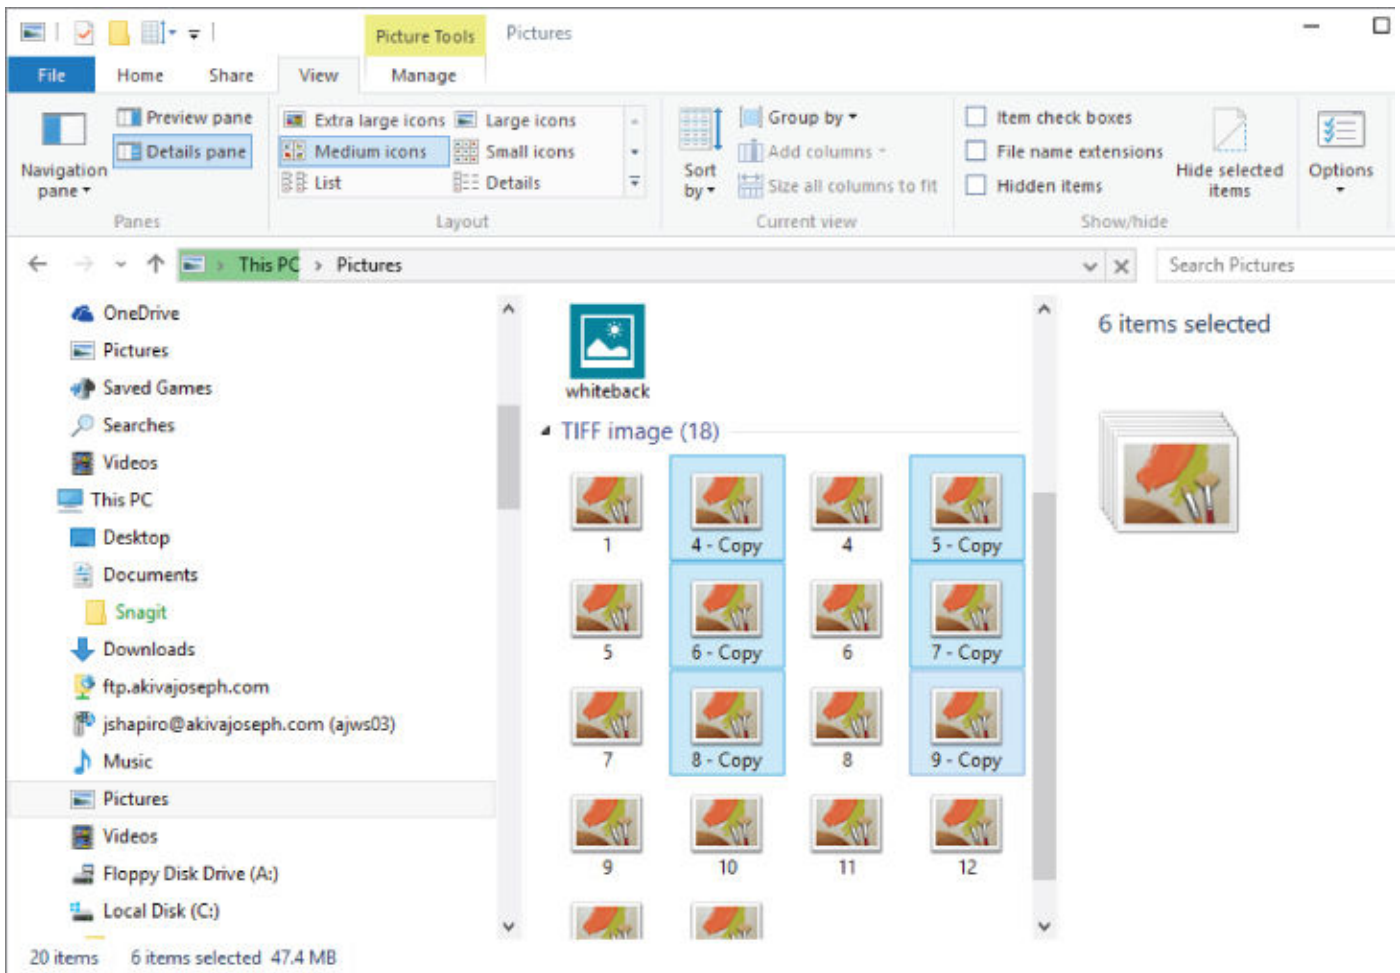 Picture Tools Pictures
File Home Share View Manage
Navigation pane
Preview pane
Details pane
Panes
Extra large icons Large icons
Medium icons Small icons
List Details
Layout
Sort by
Group by
Add columns
Size all columns to fit
Current view
Item check boxes
File name extensions
Hidden items
Hide selected items
Show/hide
Options
This PC > Pictures
Search Pictures
OneDrive
Pictures
Saved Games
Searches
Videos
This PC
Desktop
Documents
Snagit
Downloads
ftp.akivajoseph.com
jshapiro@akivajoseph.com (ajws03)
Music
Pictures
Videos
Floppy Disk Drive (A:)
Local Disk (C:)
whiteback
TIFF image (18)
1 4 - Copy 4 5 - Copy
5 6 - Copy 6 7 - Copy
7 8 - Copy 8 9 - Copy
9 10 11 12
6 items selected
20 items 6 items selected 47.4 MB